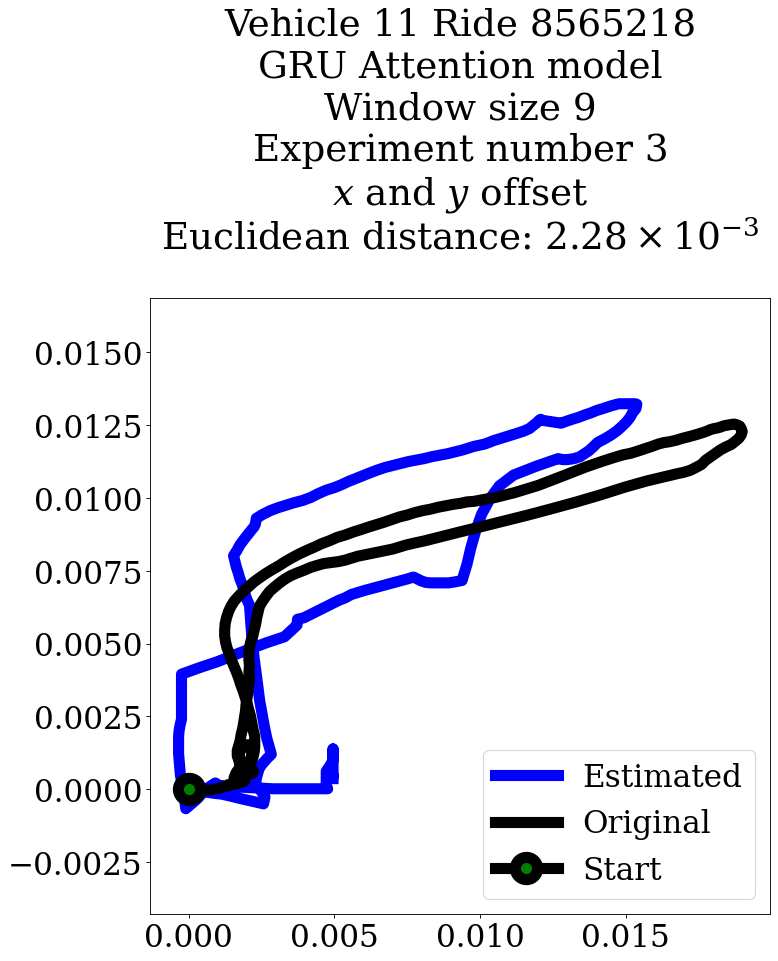 Vehicle 11 Ride 8565218
GRU Attention model
Window size 9
Experiment number 3
x and y offset
Euclidean distance: 2.28 × 10⁻³
0.0150
0.0125
0.0100
0.0075
0.0050
0.0025
0.0000
−0.0025
Estimated
Original
Start
0.000 0.005 0.010 0.015